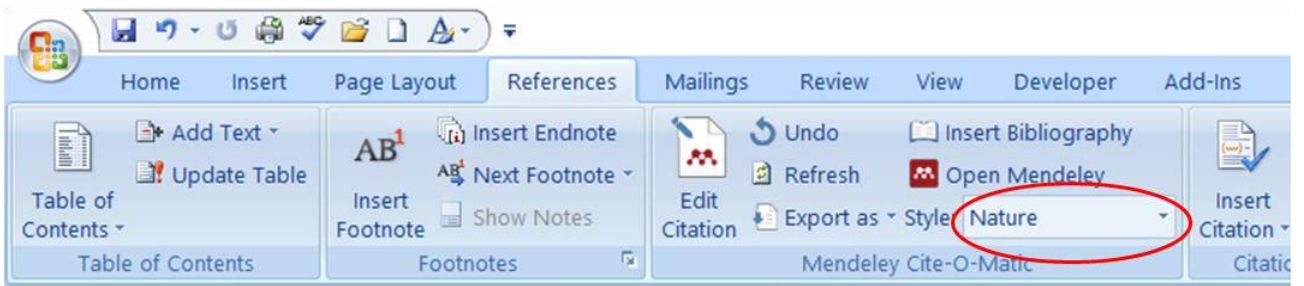 Home Insert Page Layout References Mailings Review View Developer Add-Ins
Add Text
Update Table
Table of
Contents
Table of Contents
AB1
Insert
Footnote
Insert Endnote
AB1 Next Footnote
Show Notes
Footnotes
Edit
Citation
Undo
Refresh
Export as
Insert Bibliography
Open Mendeley
Style Nature
Mendeley Cite-O-Matic
Insert
Citation
Citatic